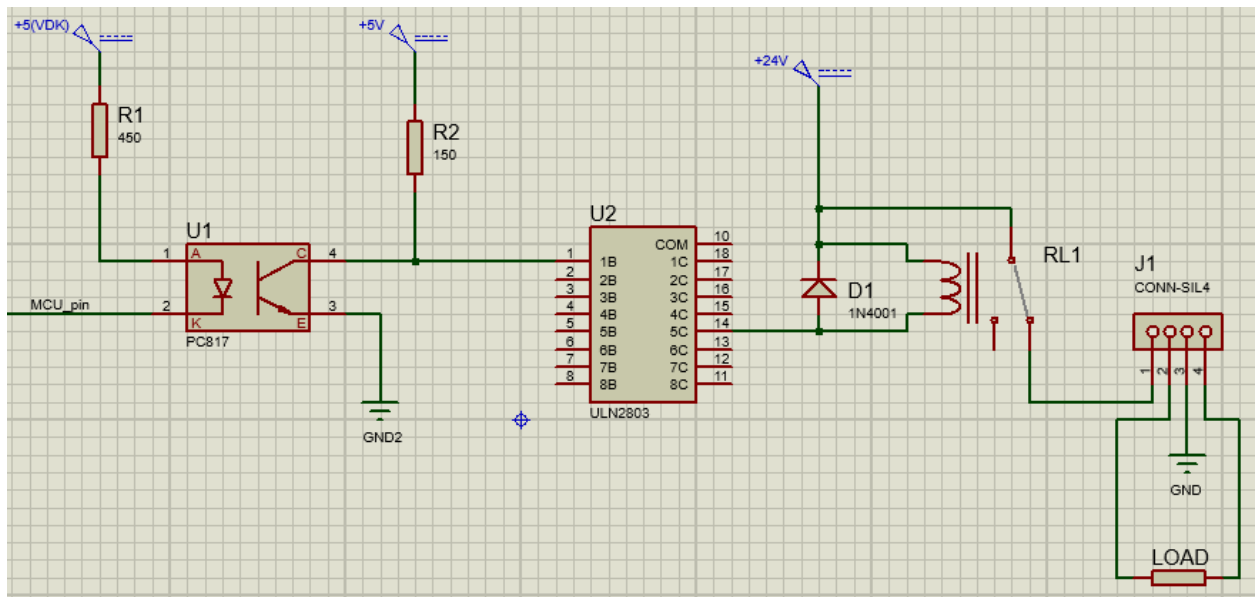 +5(VDK)
+5V
+24V
R1
450
R2
150
U1
1
A
C
4
MCU_pin
2
K
E
3
PC817
GND2
U2
COM
10
1
1B
1C
18
2
2B
2C
17
3
3B
3C
16
4
4B
4C
15
5
5B
5C
14
6
6B
6C
13
7
7B
7C
12
8
8B
8C
11
ULN2803
D1
1N4001
RL1
J1
CONN-SIL4
1
2
3
4
GND
LOAD